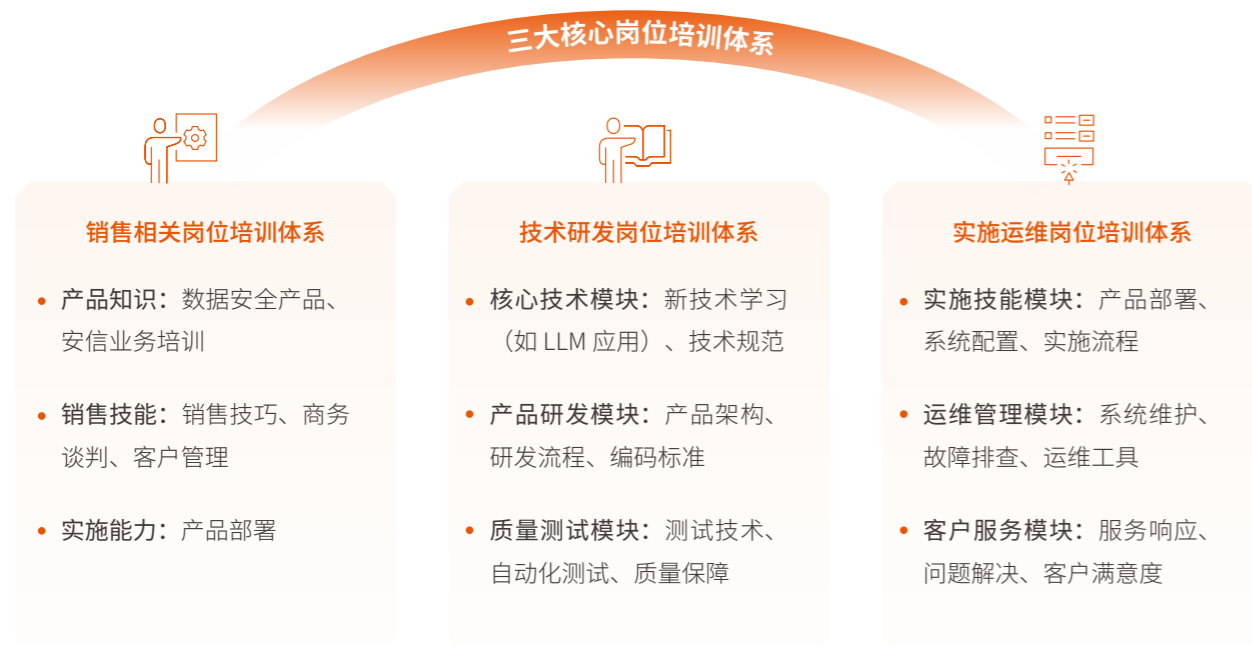 三大核心岗位培训体系
销售相关岗位培训体系
产品知识：数据安全产品、
安信业务培训
销售技能：销售技巧、商务
谈判、客户管理
实施能力：产品部署
技术研发岗位培训体系
核心技术模块：新技术学习
（如 LLM 应用）、技术规范
产品研发模块：产品架构、
研发流程、编码标准
质量测试模块：测试技术、
自动化测试、质量保障
实施运维岗位培训体系
实施技能模块：产品部署、
系统配置、实施流程
运维管理模块：系统维护、
故障排查、运维工具
客户服务模块：服务响应、
问题解决、客户满意度